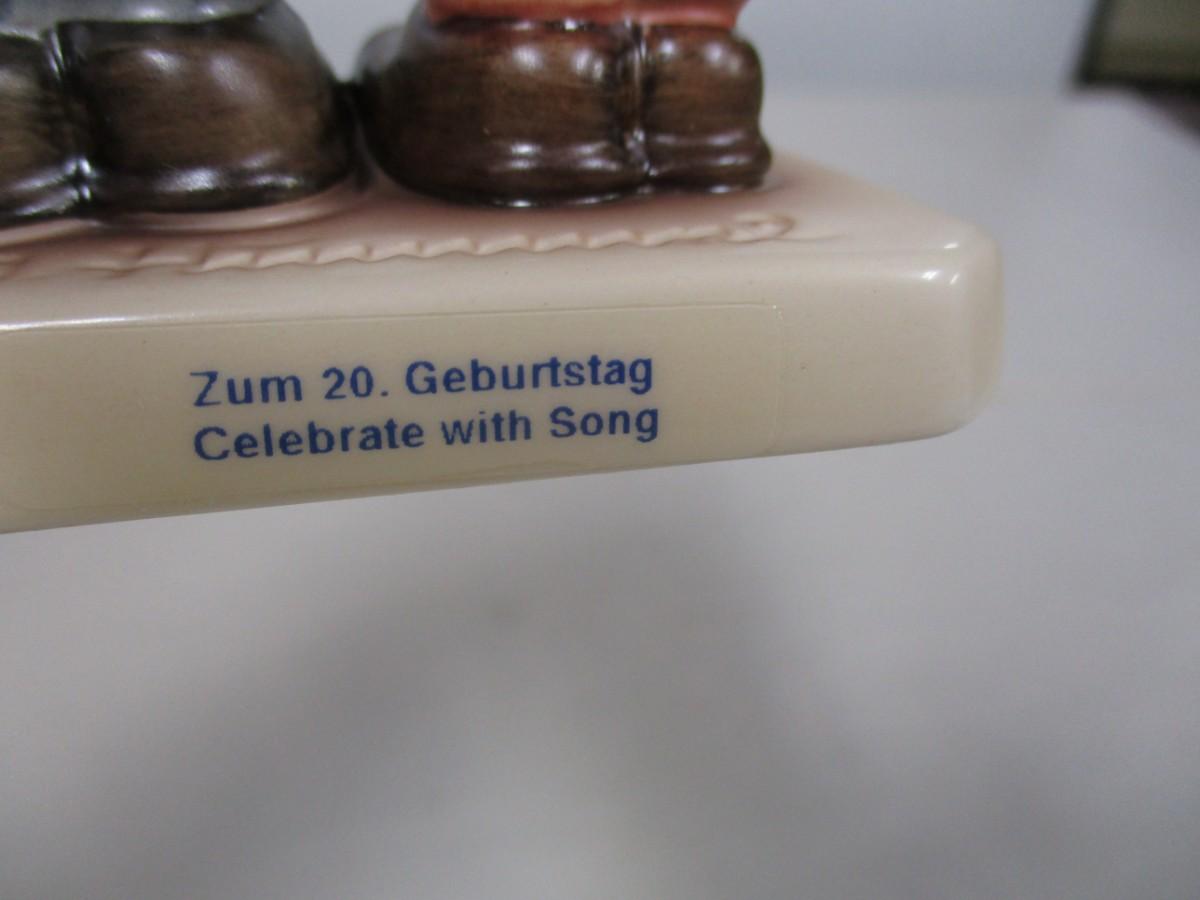 Zum 20. Geburtstag
Celebrate with Song